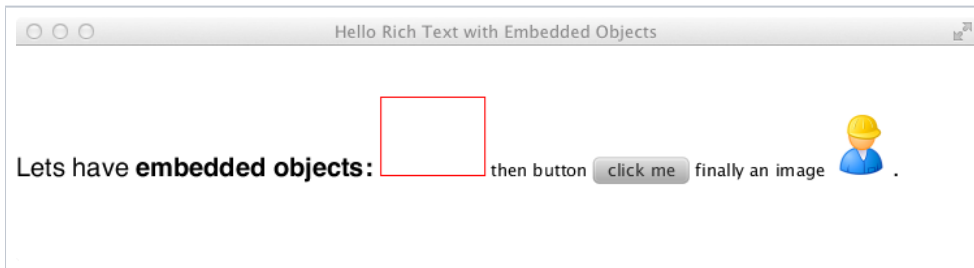 Hello Rich Text with Embedded Objects
Lets have embedded objects: then button click me finally an image .